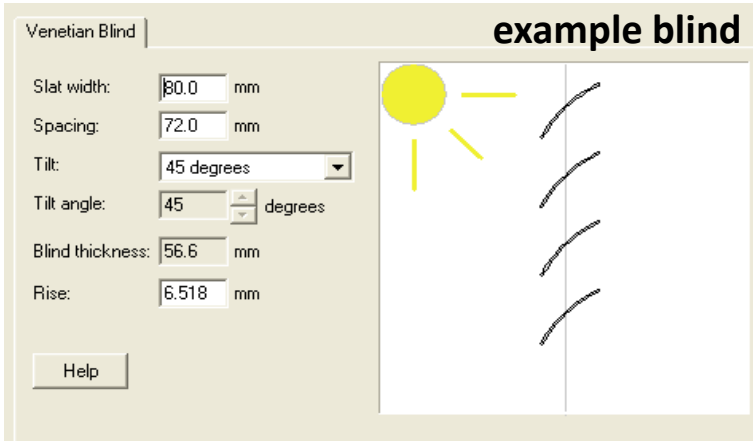 Venetian Blind
example blind
Slat width: 80.0 mm
Spacing: 72.0 mm
Tilt: 45 degrees
Tilt angle: 45 degrees
Blind thickness: 56.6 mm
Rise: 6.518 mm
Help